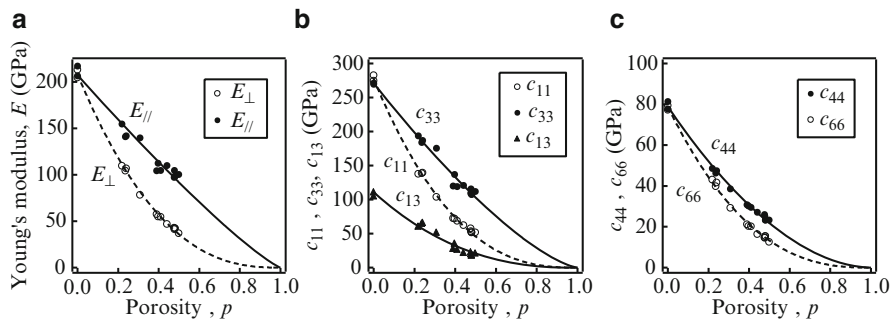 a
Young's modulus, E (GPa)
200
150
100
50
0
0.0 0.2 0.4 0.6 0.8 1.0
Porosity , p
E//
E⊥
E⊥
E//
b
c11 , c33, c13 (GPa)
300
250
200
150
100
50
0
0.0 0.2 0.4 0.6 0.8 1.0
Porosity , p
c33
c11
c13
c11
c33
c13
c
c44 , c66 (GPa)
100
80
60
40
20
0
0.0 0.2 0.4 0.6 0.8 1.0
Porosity , p
c44
c66
c44
c66